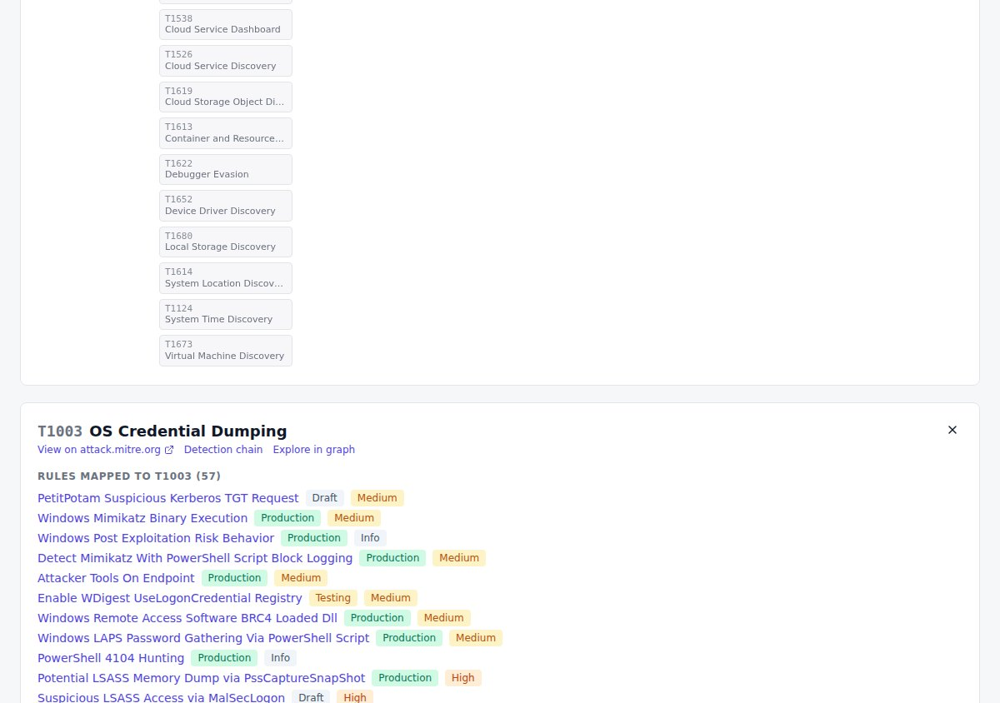 T1538
Cloud Service Dashboard
T1526
Cloud Service Discovery
T1619
Cloud Storage Object Di...
T1613
Container and Resource...
T1622
Debugger Evasion
T1652
Device Driver Discovery
T1680
Local Storage Discovery
T1614
System Location Discov...
T1124
System Time Discovery
T1673
Virtual Machine Discovery
T1003 OS Credential Dumping
View on attack.mitre.org Detection chain Explore in graph
RULES MAPPED TO T1003 (57)
PetitPotam Suspicious Kerberos TGT Request Draft Medium
Windows Mimikatz Binary Execution Production Medium
Windows Post Exploitation Risk Behavior Production Info
Detect Mimikatz With PowerShell Script Block Logging Production Medium
Attacker Tools On Endpoint Production Medium
Enable WDigest UseLogonCredential Registry Testing Medium
Windows Remote Access Software BRC4 Loaded Dll Production Medium
Windows LAPS Password Gathering Via PowerShell Script Production Medium
PowerShell 4104 Hunting Production Info
Potential LSASS Memory Dump via PssCaptureSnapShot Production High
Suspicious LSASS Access via MalSecLogon Draft High